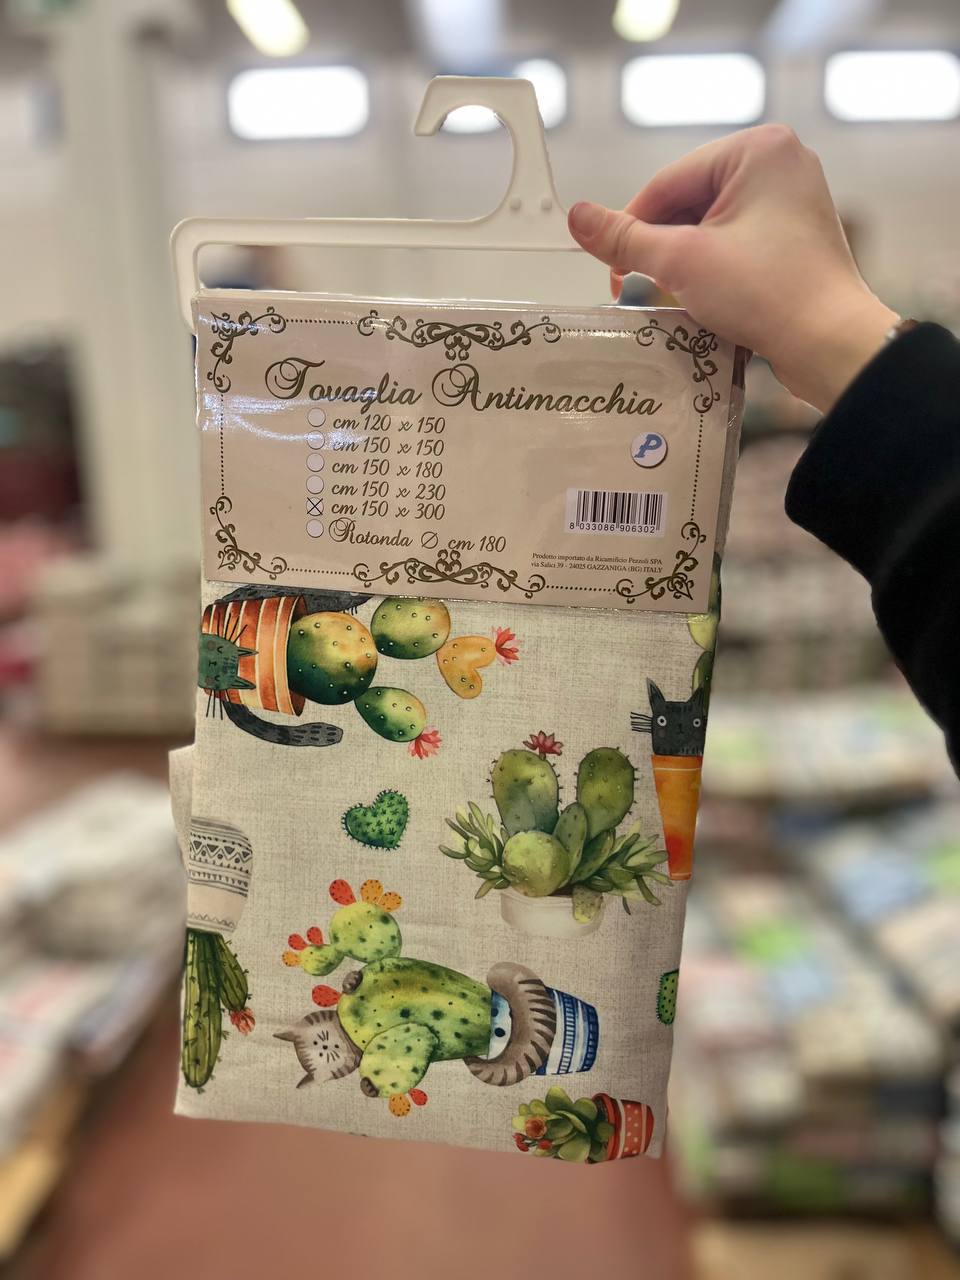 Tovaglia Antimacchia
cm 120 x 150
cm 150 x 150
cm 150 x 180
cm 150 x 230
cm 150 x 300
Rotonda Ø cm 180
P
8 033086 906302
Prodotto importato da Ricamificio Pezzoli SPA
via Salici 39 - 24025 GAZZANIGA (BG) ITALY